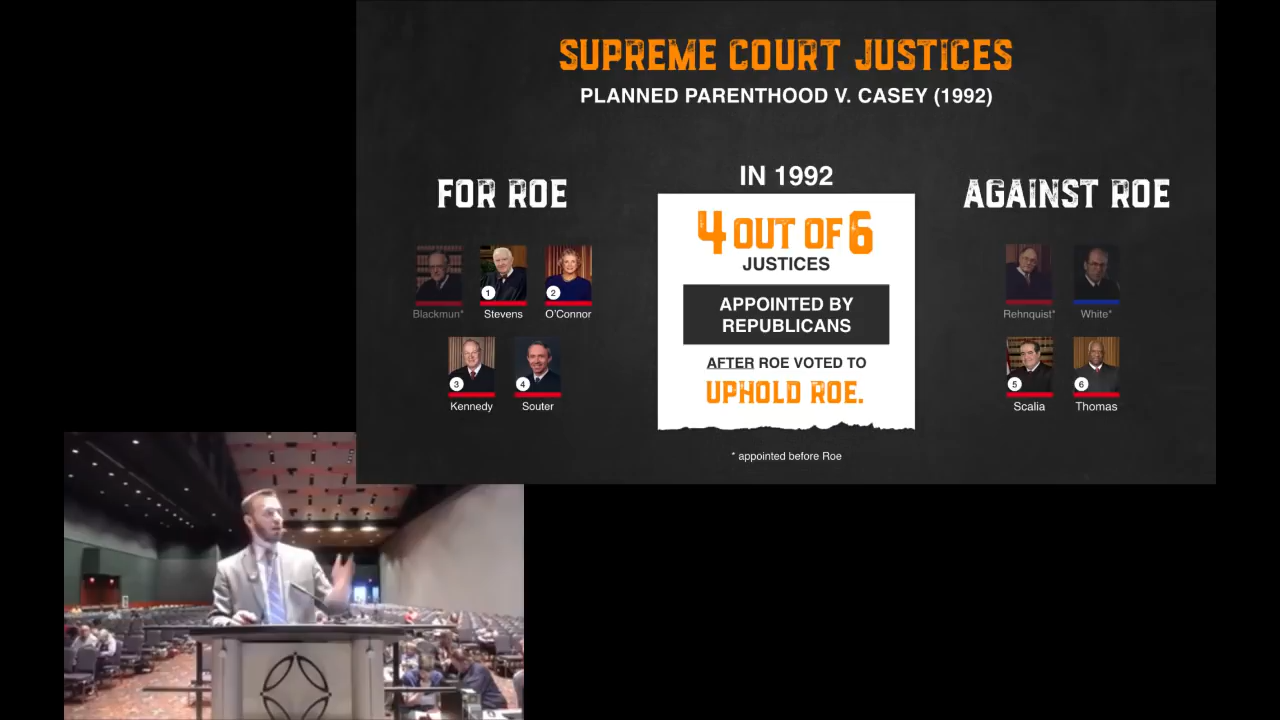 SUPREME COURT JUSTICES
PLANNED PARENTHOOD V. CASEY (1992)
FOR ROE
Blackmun*
1
Stevens
2
O'Connor
3
Kennedy
4
Souter
IN 1992
4 OUT OF 6
JUSTICES
APPOINTED BY
REPUBLICANS
AFTER ROE VOTED TO
UPHOLD ROE.
* appointed before Roe
AGAINST ROE
Rehnquist*
White*
5
Scalia
6
Thomas